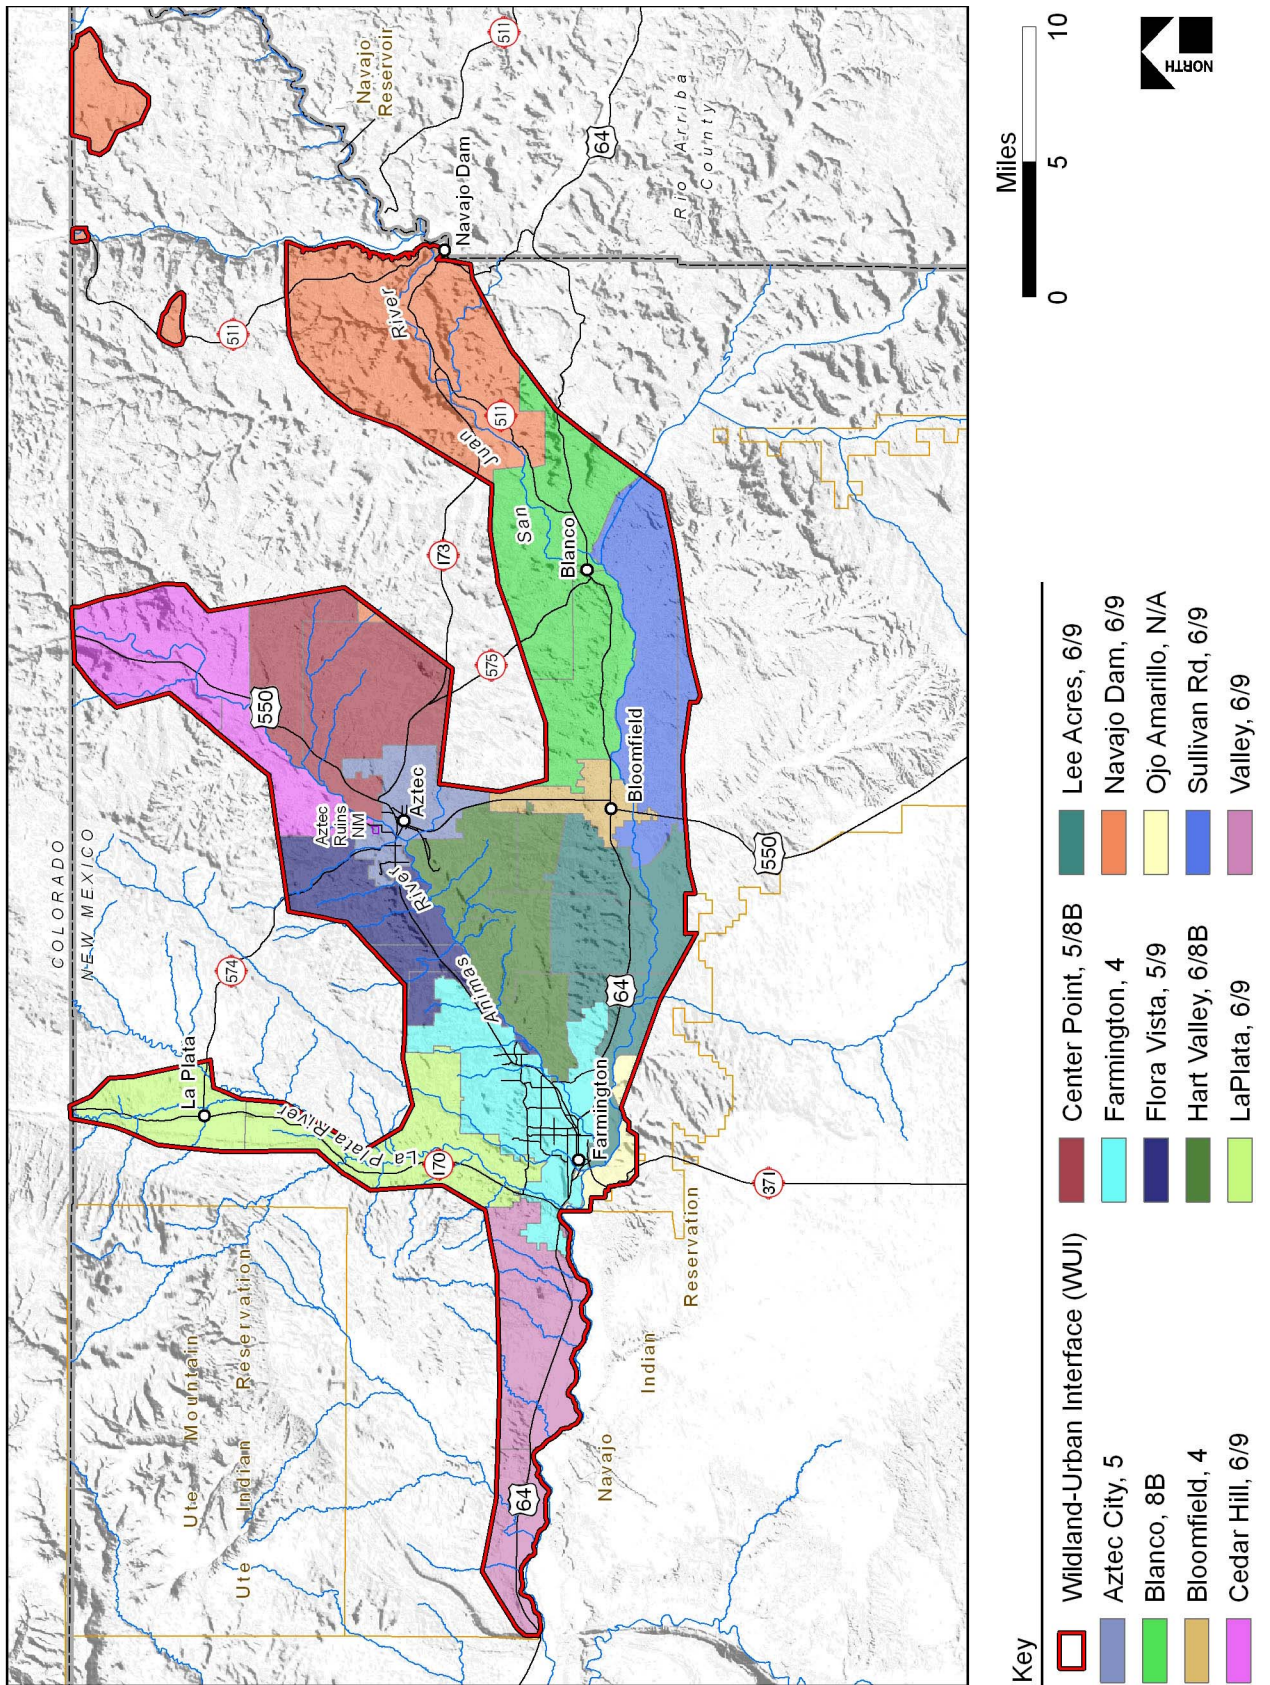 COLORADO
NEW MEXICO
Ute Mountain
Ute Indian Reservation
La Plata
574
La Plata River
170
550
Aztec
Ruins
NM
Aztec
Animas River
173
575
511
511
511
Navajo
Reservoir
Navajo Dam
San Juan River
64
Rio Arriba
County
Blanco
Bloomfield
550
64
Farmington
371
64
Navajo Indian Reservation
Key
Wildland-Urban Interface (WUI)
Aztec City, 5
Blanco, 8B
Bloomfield, 4
Cedar Hill, 6/9
Center Point, 5/8B
Farmington, 4
Flora Vista, 5/9
Hart Valley, 6/8B
LaPlata, 6/9
Lee Acres, 6/9
Navajo Dam, 6/9
Ojo Amarillo, N/A
Sullivan Rd, 6/9
Valley, 6/9
Miles
0 5 10
NORTH